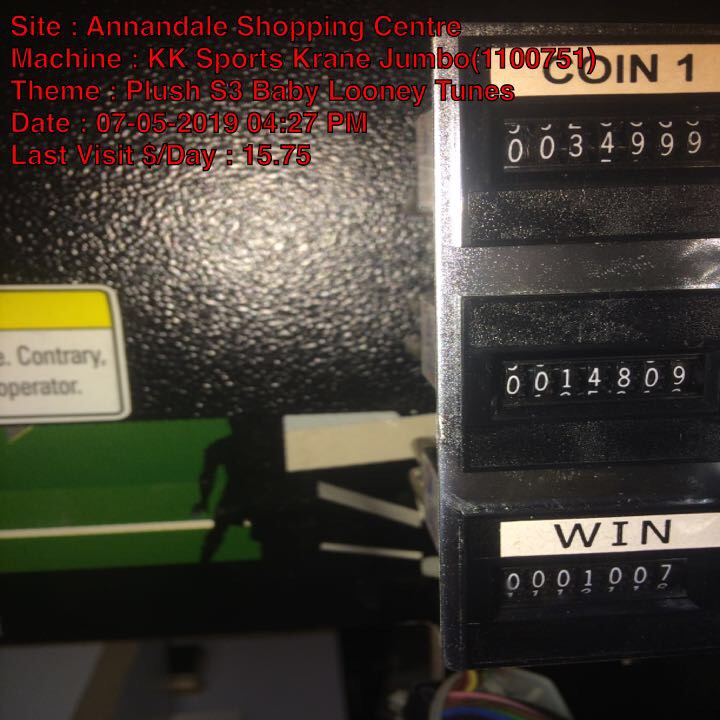 Site : Annandale Shopping Centre
Machine : KK Sports Krane Jumbo(1100751)
Theme : Plush S3 Baby Looney Tunes
Date : 07-05-2019 04:27 PM
Last Visit $/Day : 15.75
COIN 1
0034999
0014809
e. Contrary,
operator.
WIN
0001007